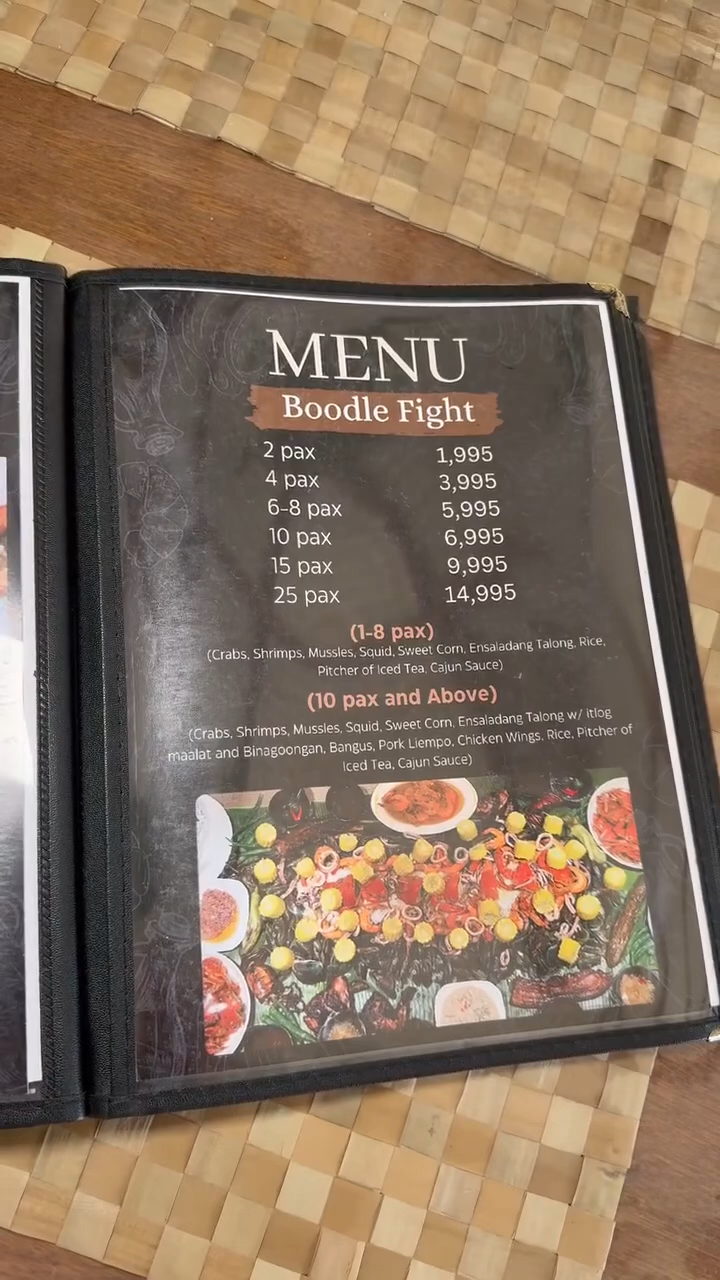 MENU
Boodle Fight
2 pax 1,995
4 pax 3,995
6-8 pax 5,995
10 pax 6,995
15 pax 9,995
25 pax 14,995
(1-8 pax)
(Crabs, Shrimps, Mussles, Squid, Sweet Corn, Ensaladang Talong, Rice,
Pitcher of Iced Tea, Cajun Sauce)
(10 pax and Above)
(Crabs, Shrimps, Mussles, Squid, Sweet Corn, Ensaladang Talong w/ itlog
maalat and Binagoongan, Bangus, Pork Liempo, Chicken Wings, Rice, Pitcher of
Iced Tea, Cajun Sauce)